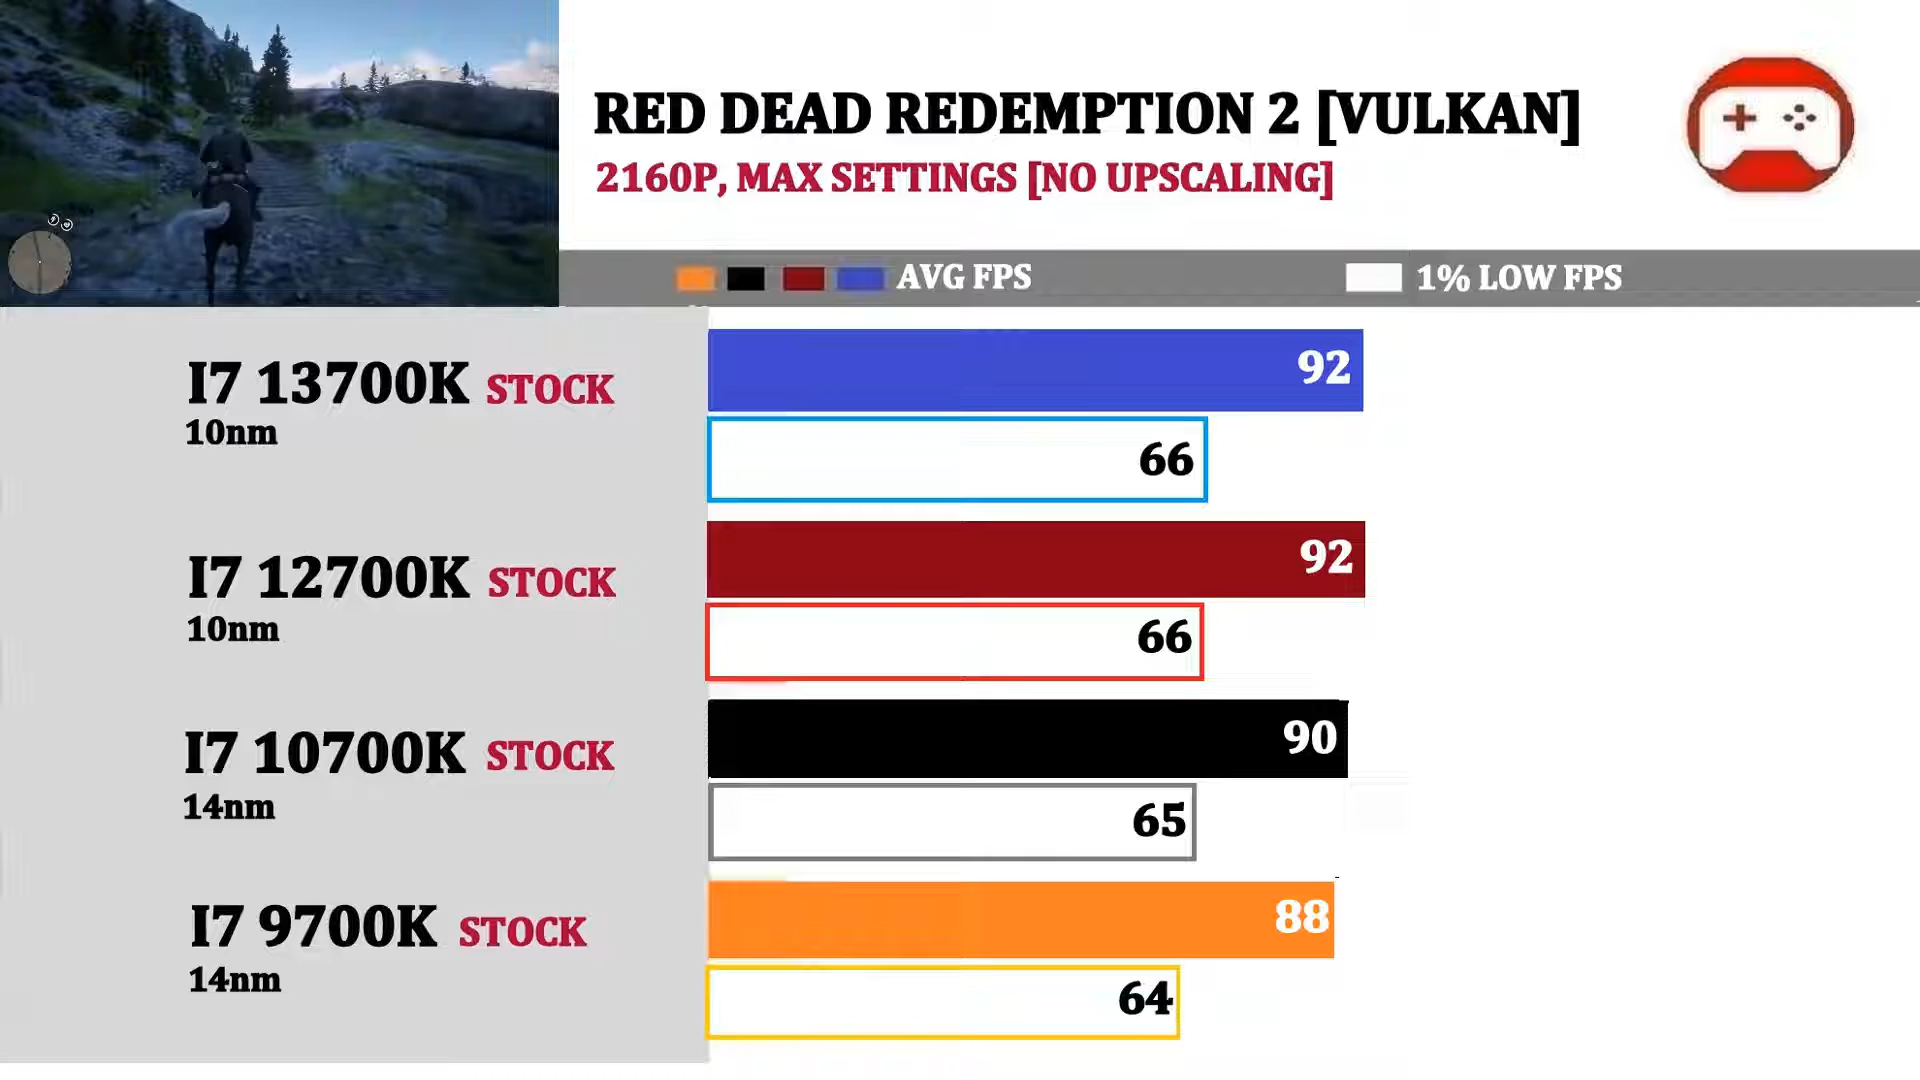 RED DEAD REDEMPTION 2 [VULKAN]
2160P, MAX SETTINGS [NO UPSCALING]
AVG FPS
1% LOW FPS
I7 13700K STOCK
10nm
92
66
I7 12700K STOCK
10nm
92
66
I7 10700K STOCK
14nm
90
65
I7 9700K STOCK
14nm
88
64